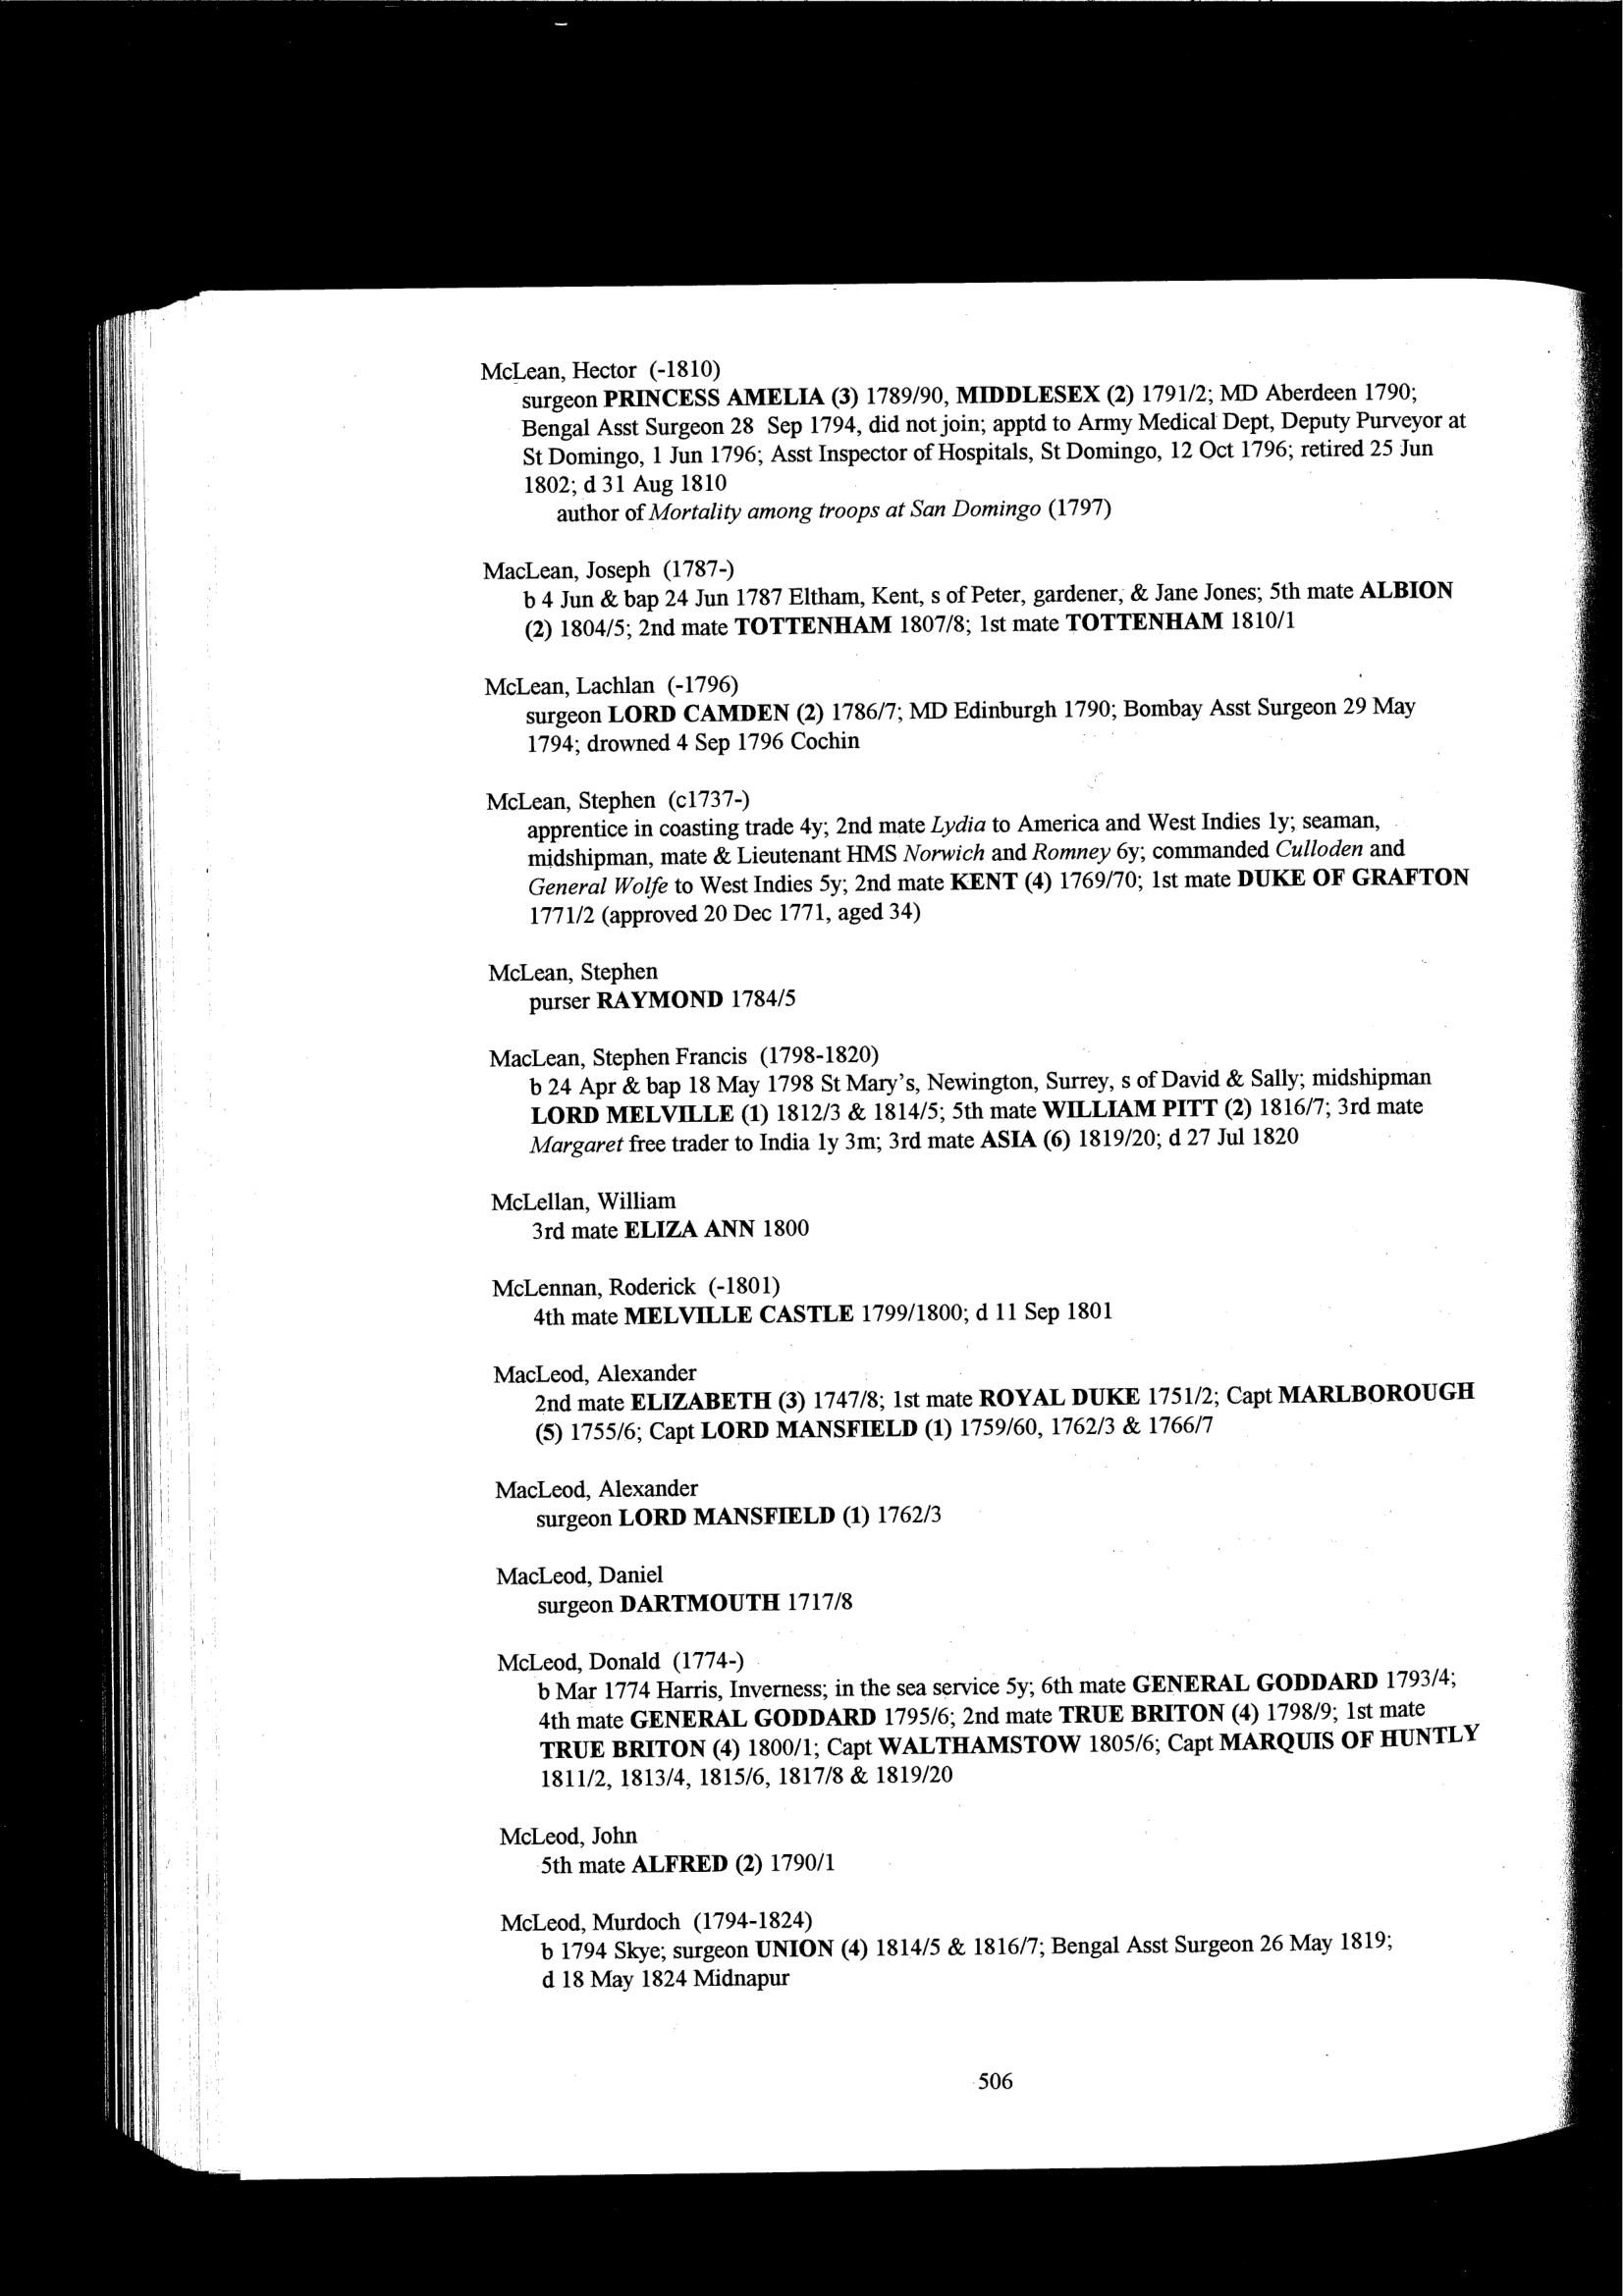 McLean, Hector (-1810)
surgeon PRINCESS AMELIA (3) 1789/90, MIDDLESEX (2) 1791/2; MD Aberdeen 1790;
Bengal Asst Surgeon 28 Sep 1794, did not join; apptd to Army Medical Dept, Deputy Purveyor at
St Domingo, 1 Jun 1796; Asst Inspector of Hospitals, St Domingo, 12 Oct 1796; retired 25 Jun
1802; d 31 Aug 1810
author of Mortality among troops at San Domingo (1797)
MacLean, Joseph (1787-)
b 4 Jun & bap 24 Jun 1787 Eltham, Kent, s of Peter, gardener, & Jane Jones; 5th mate ALBION
(2) 1804/5; 2nd mate TOTTENHAM 1807/8; 1st mate TOTTENHAM 1810/1
McLean, Lachlan (-1796)
surgeon LORD CAMDEN (2) 1786/7; MD Edinburgh 1790; Bombay Asst Surgeon 29 May
1794; drowned 4 Sep 1796 Cochin
McLean, Stephen (c1737-)
apprentice in coasting trade 4y; 2nd mate Lydia to America and West Indies 1y; seaman,
midshipman, mate & Lieutenant HMS Norwich and Romney 6y; commanded Culloden and
General Wolfe to West Indies 5y; 2nd mate KENT (4) 1769/70; 1st mate DUKE OF GRAFTON
1771/2 (approved 20 Dec 1771, aged 34)
McLean, Stephen
purser RAYMOND 1784/5
MacLean, Stephen Francis (1798-1820)
b 24 Apr & bap 18 May 1798 St Mary's, Newington, Surrey, s of David & Sally; midshipman
LORD MELVILLE (1) 1812/3 & 1814/5; 5th mate WILLIAM PITT (2) 1816/7; 3rd mate
Margaret free trader to India 1y 3m; 3rd mate ASIA (6) 1819/20; d 27 Jul 1820
McLellan, William
3rd mate ELIZA ANN 1800
McLennan, Roderick (-1801)
4th mate MELVILLE CASTLE 1799/1800; d 11 Sep 1801
MacLeod, Alexander
2nd mate ELIZABETH (3) 1747/8; 1st mate ROYAL DUKE 1751/2; Capt MARLBOROUGH
(5) 1755/6; Capt LORD MANSFIELD (1) 1759/60, 1762/3 & 1766/7
MacLeod, Alexander
surgeon LORD MANSFIELD (1) 1762/3
MacLeod, Daniel
surgeon DARTMOUTH 1717/8
McLeod, Donald (1774-)
b Mar 1774 Harris, Inverness; in the sea service 5y; 6th mate GENERAL GODDARD 1793/4;
4th mate GENERAL GODDARD 1795/6; 2nd mate TRUE BRITON (4) 1798/9; 1st mate
TRUE BRITON (4) 1800/1; Capt WALTHAMSTOW 1805/6; Capt MARQUIS OF HUNTLY
1811/2, 1813/4, 1815/6, 1817/8 & 1819/20
McLeod, John
5th mate ALFRED (2) 1790/1
McLeod, Murdoch (1794-1824)
b 1794 Skye; surgeon UNION (4) 1814/5 & 1816/7; Bengal Asst Surgeon 26 May 1819;
d 18 May 1824 Midnapur
506